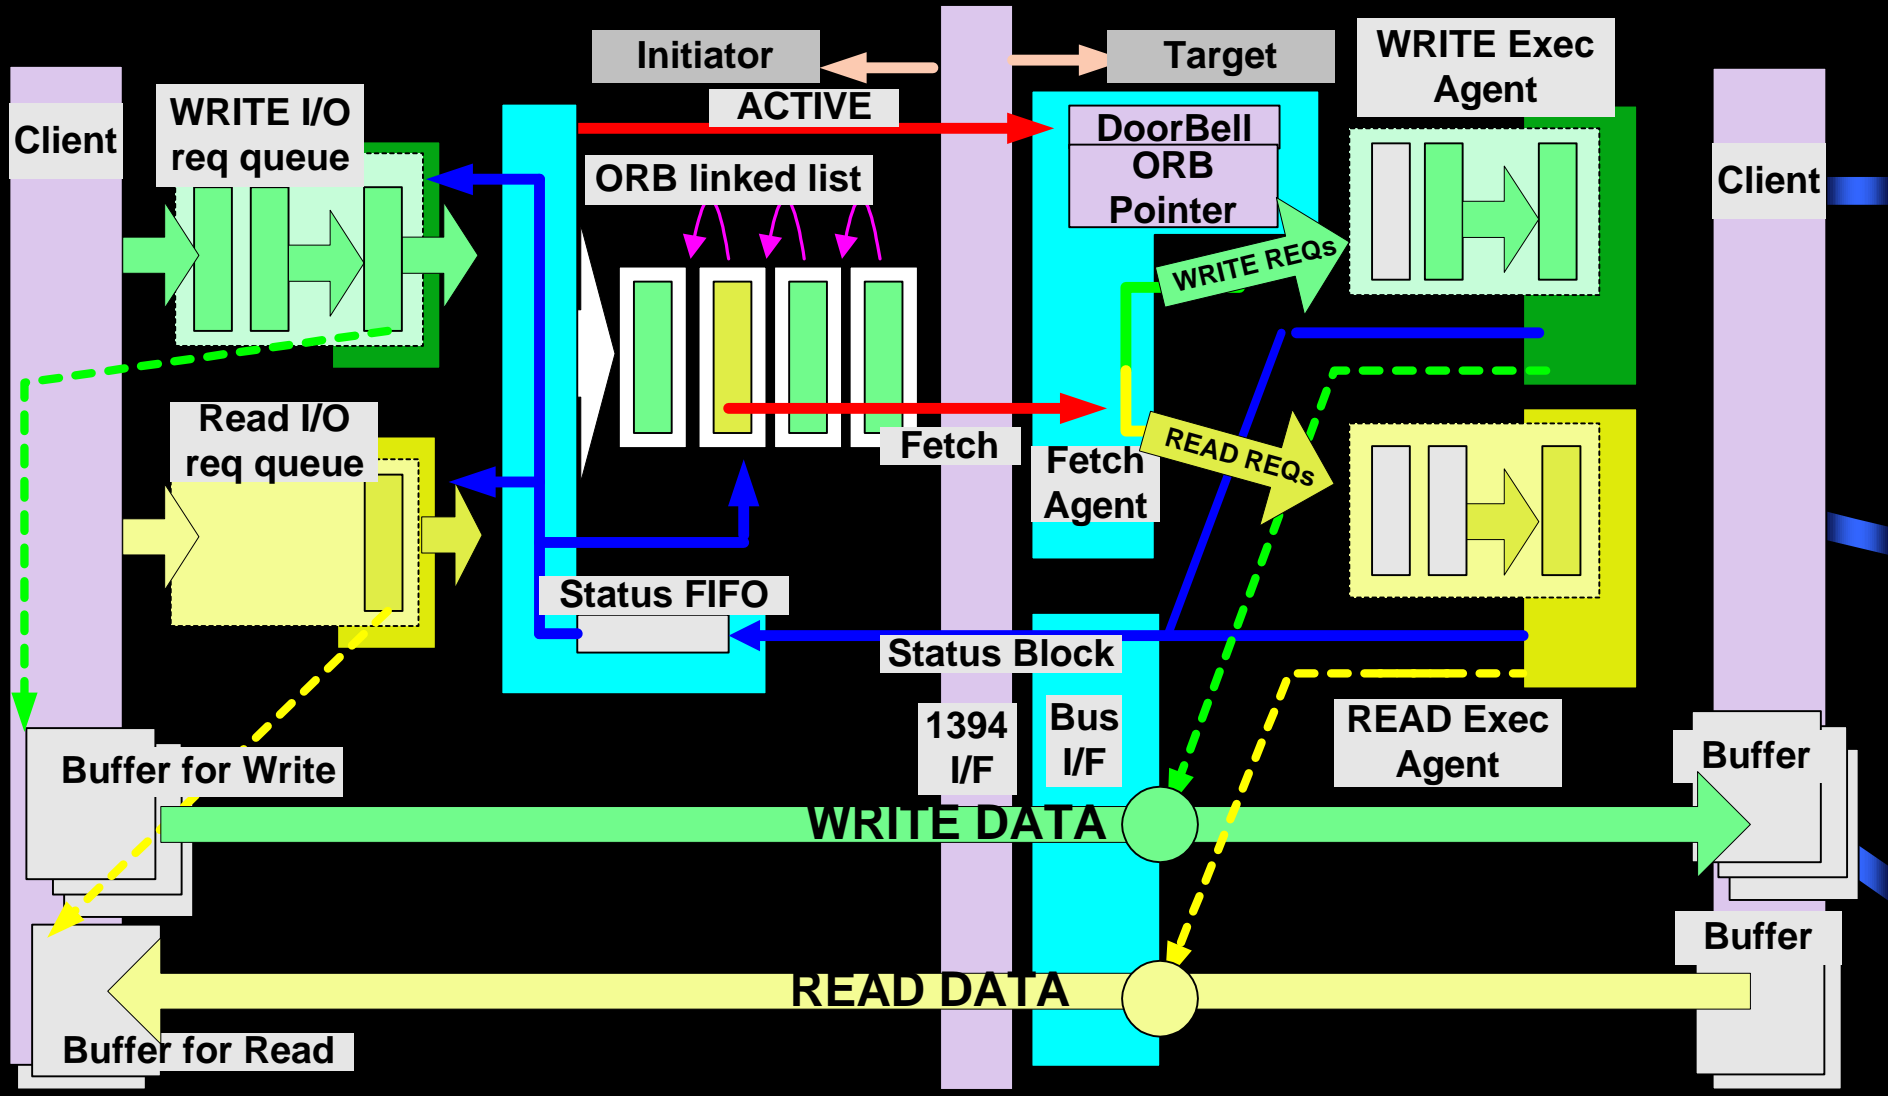 Initiator
Target
WRITE Exec
Agent
Client
WRITE I/O
req queue
ACTIVE
DoorBell
ORB
Pointer
ORB linked list
Client
WRITE REQs
Read I/O
req queue
Fetch
READ REQs
Fetch
Agent
Status FIFO
Status Block
1394
I/F
Bus
I/F
READ Exec
Agent
Buffer for Write
Buffer
WRITE DATA
Buffer
READ DATA
Buffer for Read